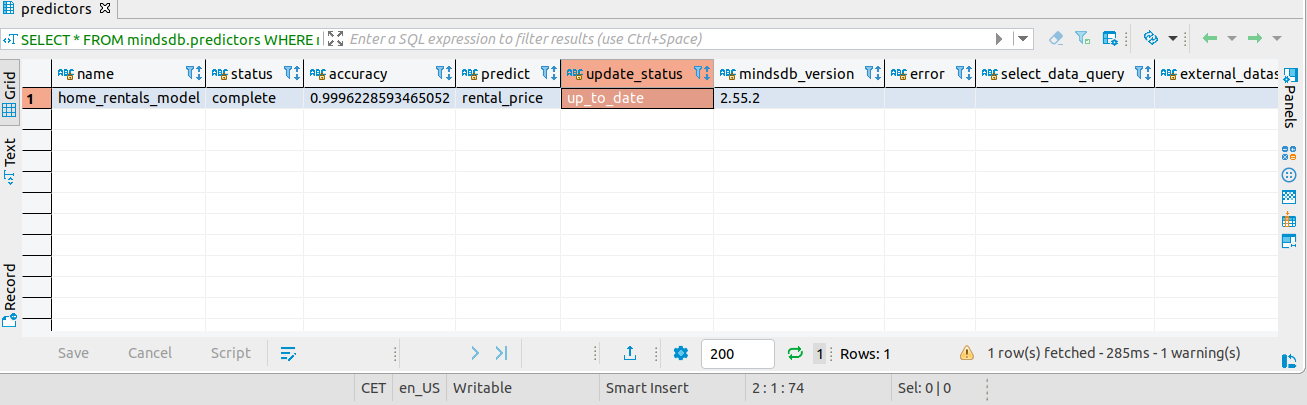 predictors
SELECT * FROM mindsdb.predictors WHERE
Enter a SQL expression to filter results (use Ctrl+Space)
Grid
Text
Record
name status accuracy predict update_status mindsdb_version error select_data_query external_datas
1 home_rentals_model complete 0.9996228593465052 rental_price up_to_date 2.55.2
Panels
Save Cancel Script 200 1 Rows: 1 1 row(s) fetched - 285ms - 1 warning(s)
CET en_US Writable Smart Insert 2 : 1 : 74 Sel: 0 | 0